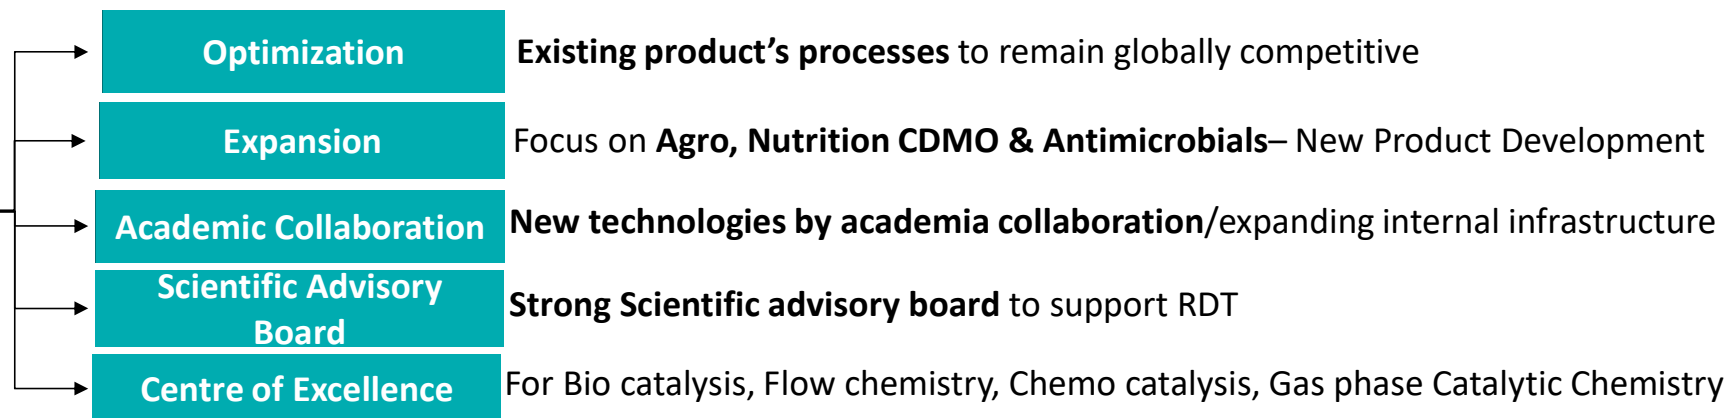 Optimization Existing product’s processes to remain globally competitive
Expansion Focus on Agro, Nutrition CDMO & Antimicrobials– New Product Development
Academic Collaboration New technologies by academia collaboration/expanding internal infrastructure
Scientific Advisory
Board
Strong Scientific advisory board to support RDT
Centre of Excellence For Bio catalysis, Flow chemistry, Chemo catalysis, Gas phase Catalytic Chemistry